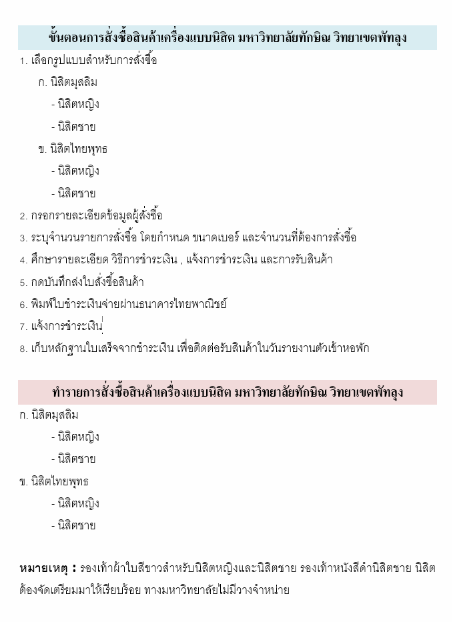 ขั้นตอนการสั่งซื้อสินค้าเครื่องแบบนิสิต มหาวิทยาลัยทักษิณ วิทยาเขตพัทลุง
1. เลือกรูปแบบสำหรับการสั่งซื้อ
ก. นิสิตมุสลิม
- นิสิตหญิง
- นิสิตชาย
ข. นิสิตไทยพุทธ
- นิสิตหญิง
- นิสิตชาย
2. กรอกรายละเอียดข้อมูลผู้สั่งซื้อ
3. ระบุจำนวนรายการสั่งซื้อ โดยกำหนด ขนาดเบอร์ และจำนวนที่ต้องการสั่งซื้อ
4. ศึกษารายละเอียด วิธีการชำระเงิน , แจ้งการชำระเงิน และการรับสินค้า
5. กดบันทึกส่งใบสั่งซื้อสินค้า
6. พิมพ์ใบชำระเงินจ่ายผ่านธนาคารไทยพาณิชย์
7. แจ้งการชำระเงิน
8. เก็บหลักฐานใบเสร็จจากชำระเงิน เพื่อติดต่อรับสินค้าในวันรายงานตัวเข้าหอพัก
ทำรายการสั่งซื้อสินค้าเครื่องแบบนิสิต มหาวิทยาลัยทักษิณ วิทยาเขตพัทลุง
ก. นิสิตมุสลิม
- นิสิตหญิง
- นิสิตชาย
ข. นิสิตไทยพุทธ
- นิสิตหญิง
- นิสิตชาย
หมายเหตุ : รองเท้าผ้าใบสีขาวสำหรับนิสิตหญิงและนิสิตชาย รองเท้าหนังสีดำนิสิตชาย นิสิต
ต้องจัดเตรียมมาให้เรียบร้อย ทางมหาวิทยาลัยไม่มีวางจำหน่าย